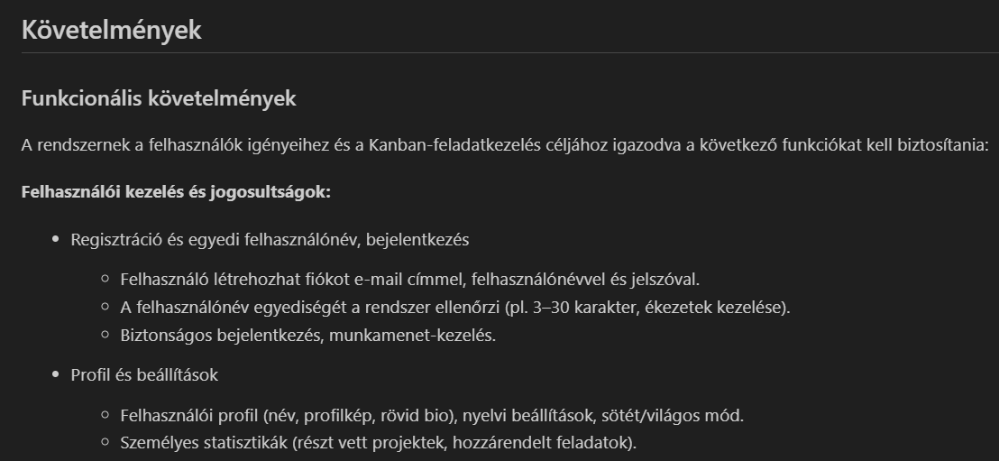 Követelmények
Funkcionális követelmények
A rendszernek a felhasználók igényeihez és a Kanban-feladatkezelés céljához igazodva a következő funkciókat kell biztosítania:
Felhasználói kezelés és jogosultságok:
Regisztráció és egyedi felhasználónév, bejelentkezés
Felhasználó létrehozhat fiókot e-mail címmel, felhasználónévvel és jelszóval.
A felhasználónév egyediségét a rendszer ellenőrzi (pl. 3–30 karakter, ékezetek kezelése).
Biztonságos bejelentkezés, munkamenet-kezelés.
Profil és beállítások
Felhasználói profil (név, profilkép, rövid bio), nyelvi beállítások, sötét/világos mód.
Személyes statisztikák (részt vett projektek, hozzárendelt feladatok).